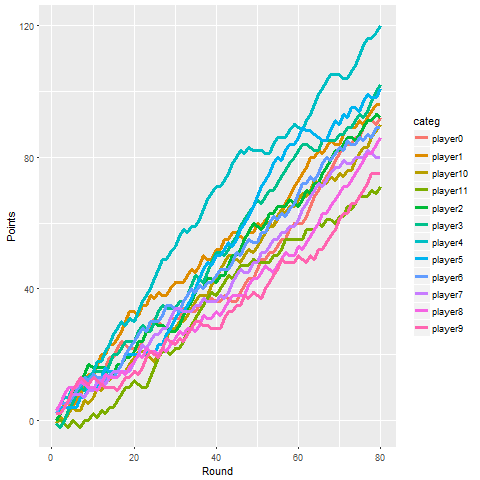 Points
120
80
40
0
0
20
40
60
80
Round
categ
player0
player1
player10
player11
player2
player3
player4
player5
player6
player7
player8
player9